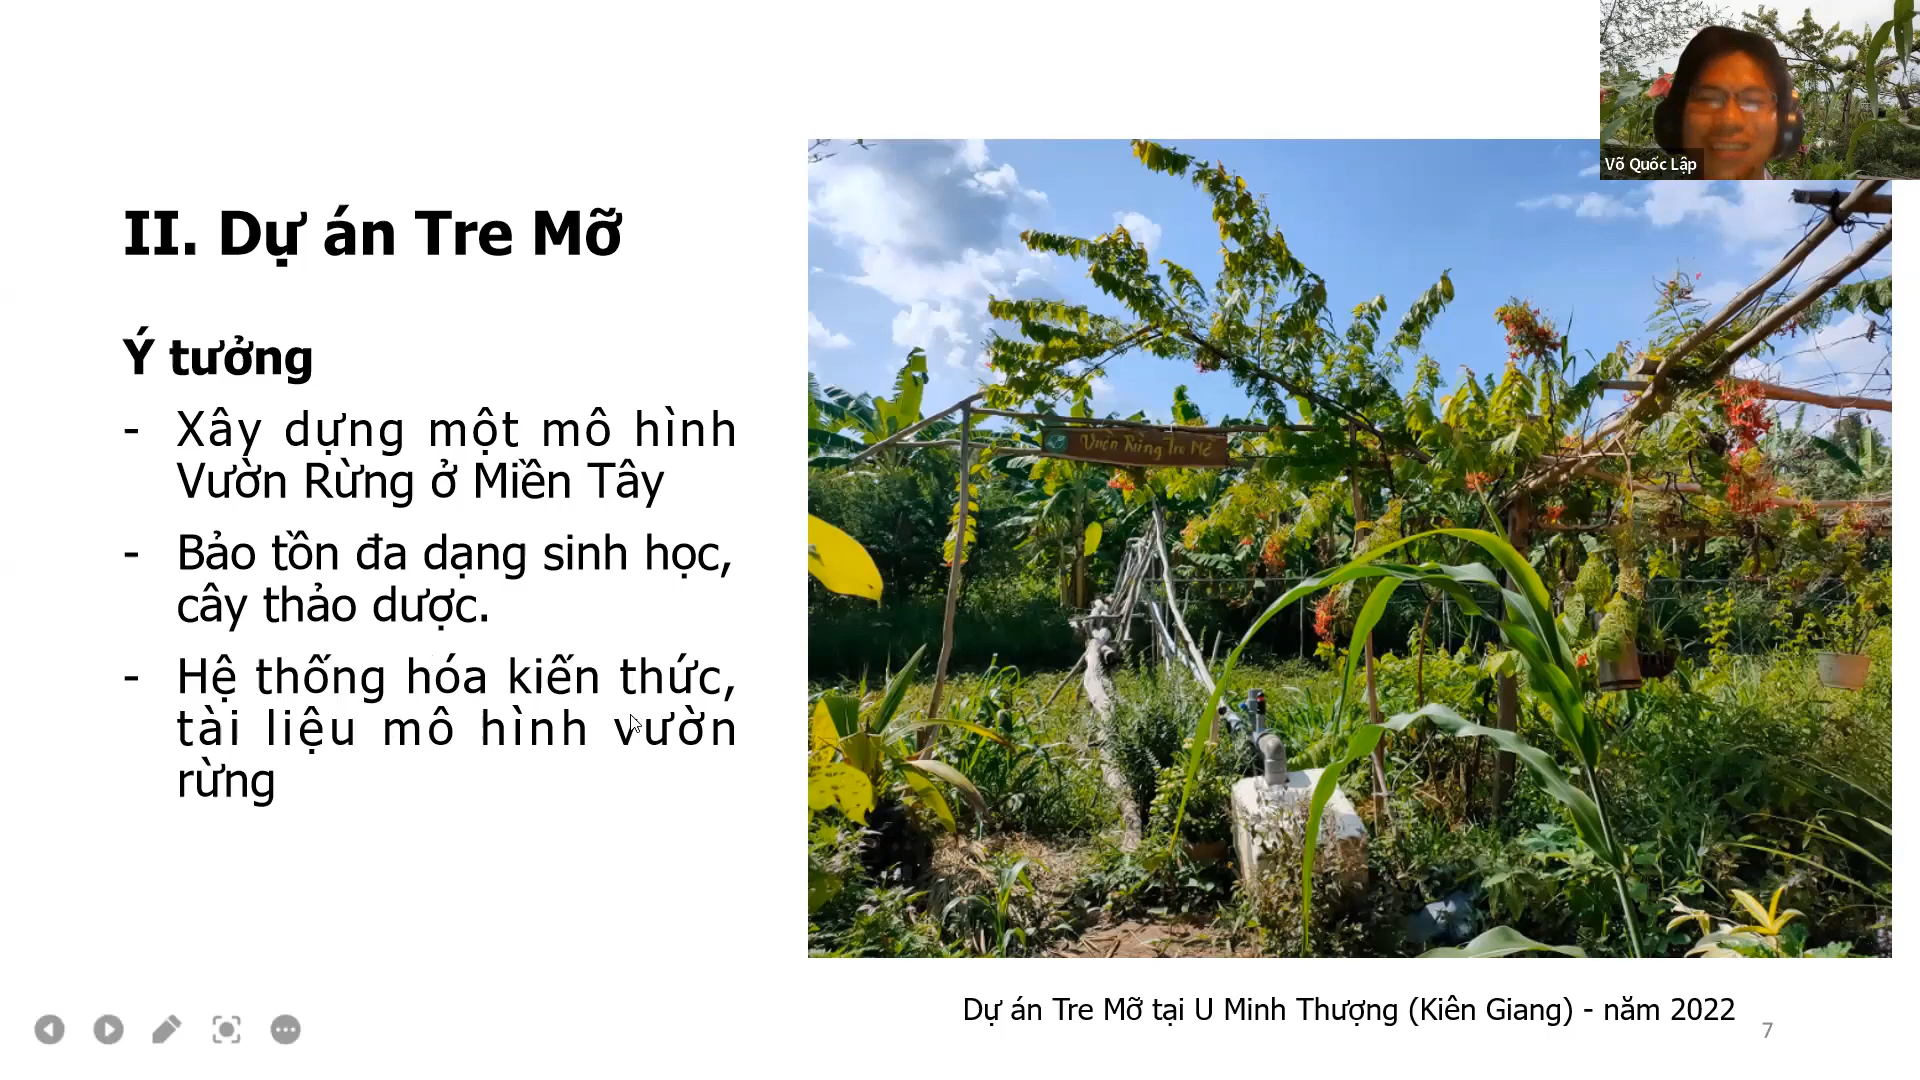 Võ Quốc Lập
II. Dự án Tre Mỡ
Ý tưởng
- Xây dựng một mô hình
Vườn Rừng ở Miền Tây
- Bảo tồn đa dạng sinh học,
cây thảo dược.
- Hệ thống hóa kiến thức,
tài liệu mô hình vườn
rừng
Vườn Rừng Tre Mỡ
Dự án Tre Mỡ tại U Minh Thượng (Kiên Giang) - năm 2022
7